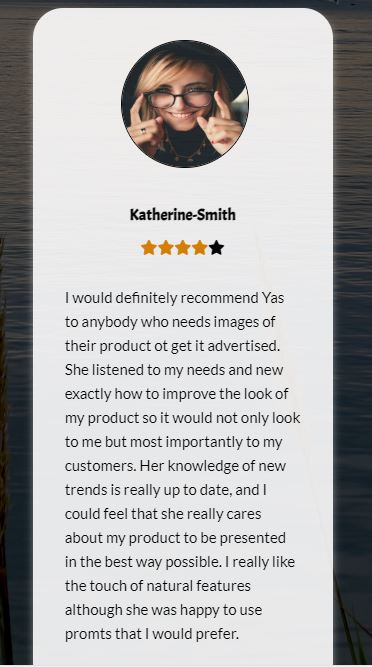 Katherine-Smith
I would definitely recommend Yas
to anybody who needs images of
their product ot get it advertised.
She listened to my needs and new
exactly how to improve the look of
my product so it would not only look
to me but most importantly to my
customers. Her knowledge of new
trends is really up to date, and I
could feel that she really cares
about my product to be presented
in the best way possible. I really like
the touch of natural features
although she was happy to use
promts that I would prefer.